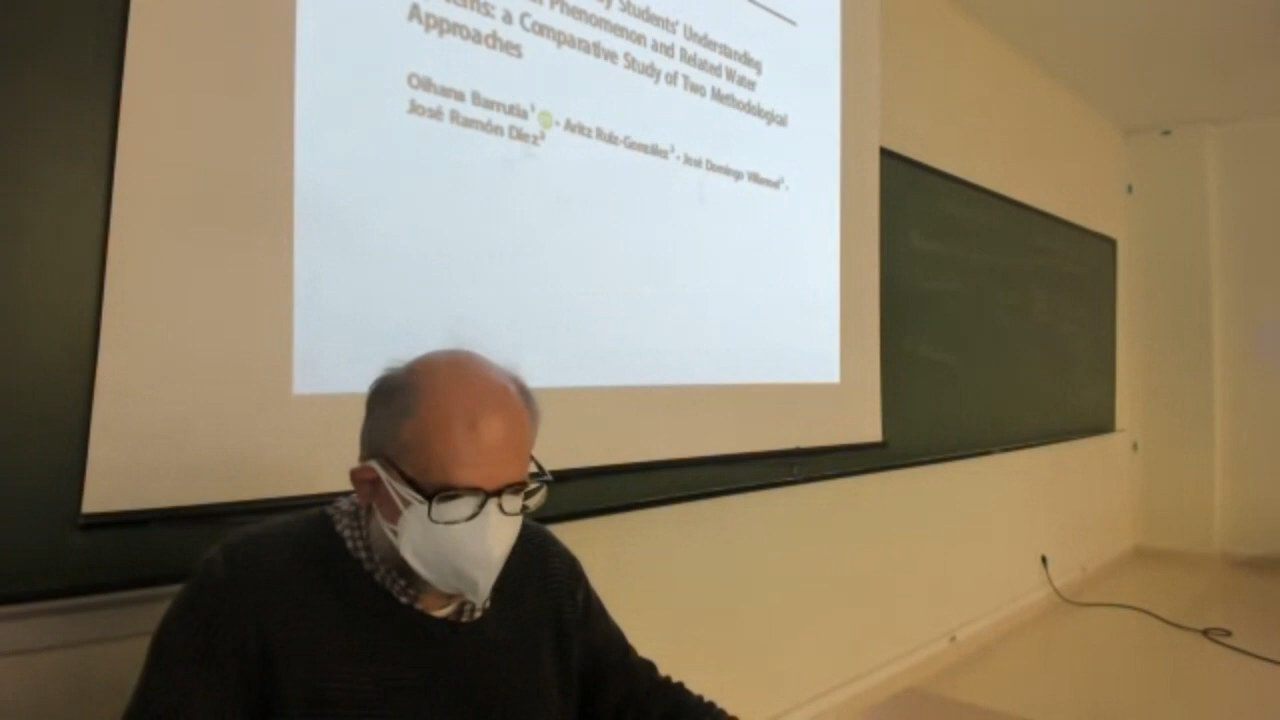 Students' Understanding
Phenomenon and Related Water
a Comparative Study of Two Methodological
Approaches
Oihana Barrutia¹ · Aritz Ruiz-González² · José Domingo Villarroel¹ ·
José Ramón Díez²